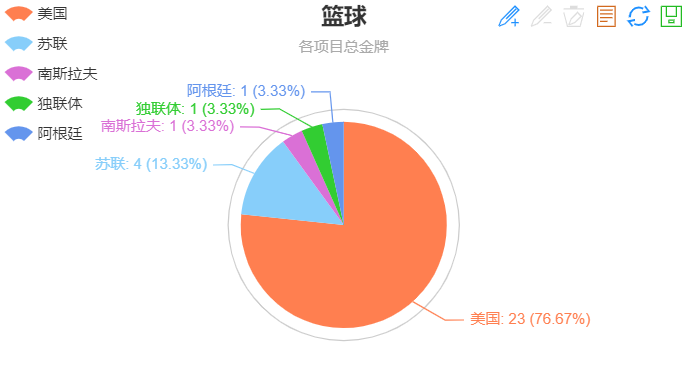 篮球
各项目总金牌
美国
苏联
南斯拉夫
独联体
阿根廷
阿根廷: 1 (3.33%)
独联体: 1 (3.33%)
南斯拉夫: 1 (3.33%)
苏联: 4 (13.33%)
美国: 23 (76.67%)